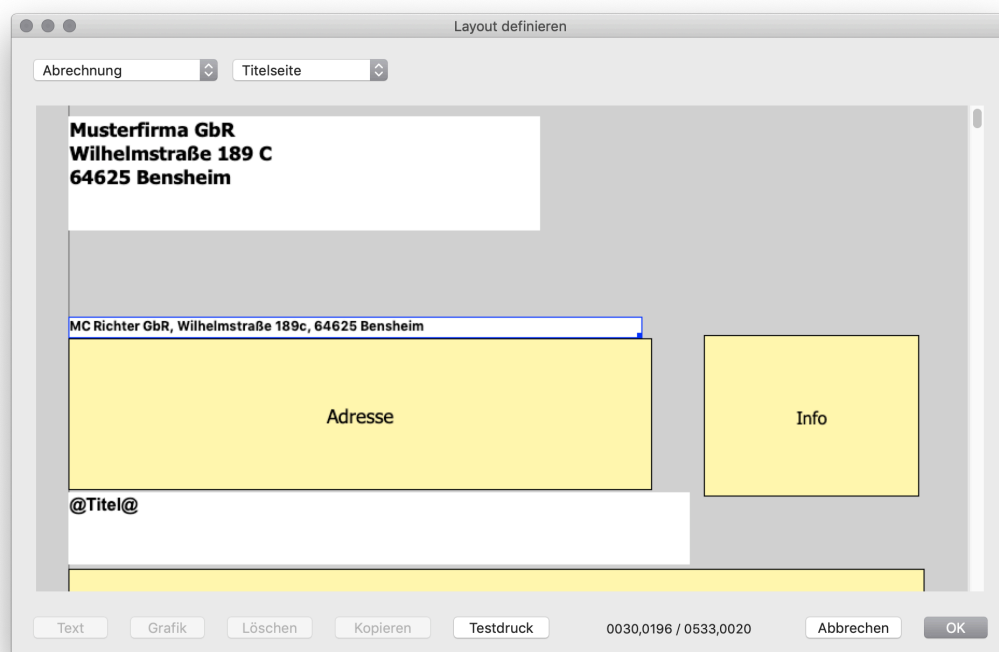 Layout definieren
Abrechnung Titelseite
Musterfirma GbR
Wilhelmstraße 189 C
64625 Bensheim
MC Richter GbR, Wilhelmstraße 189c, 64625 Bensheim
Adresse
Info
@Titel@
Text Grafik Löschen Kopieren Testdruck 0030,0196 / 0533,0020 Abbrechen OK